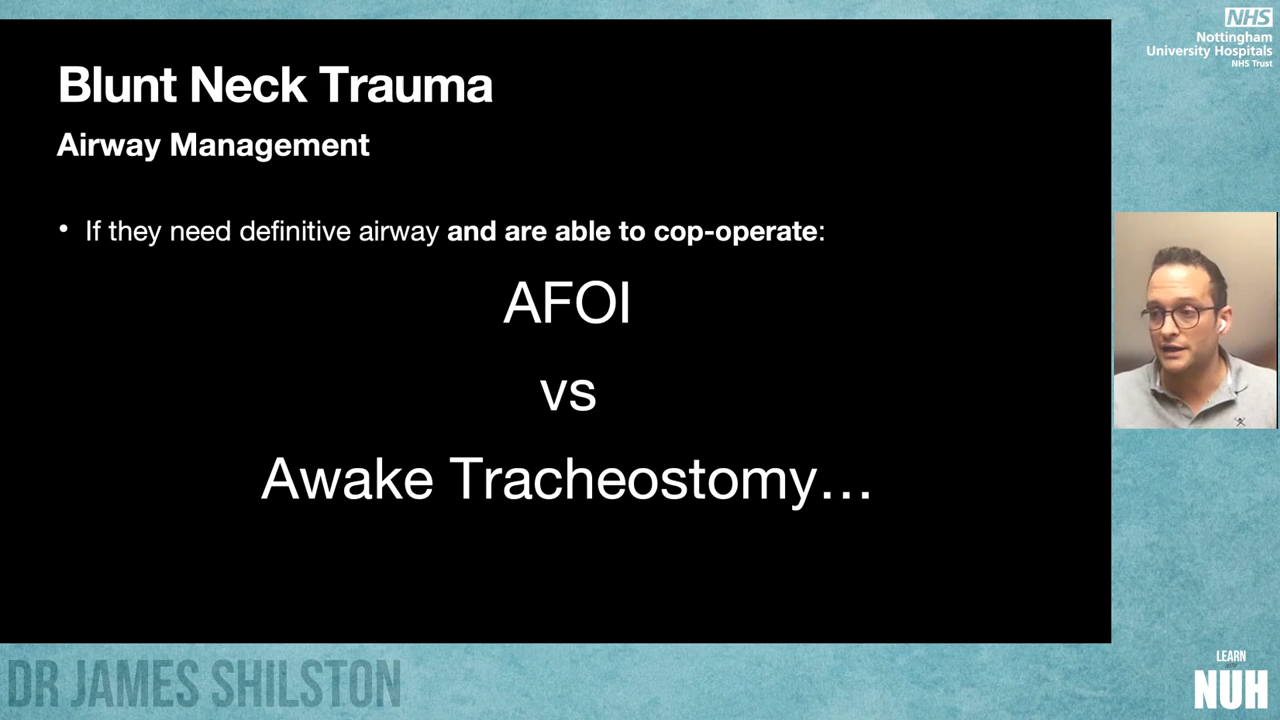 Blunt Neck Trauma
Airway Management
• If they need definitive airway and are able to cop-operate:
AFOI
vs
Awake Tracheostomy…
NHS
Nottingham
University Hospitals
NHS Trust
DR JAMES SHILSTON
LEARN
NUH